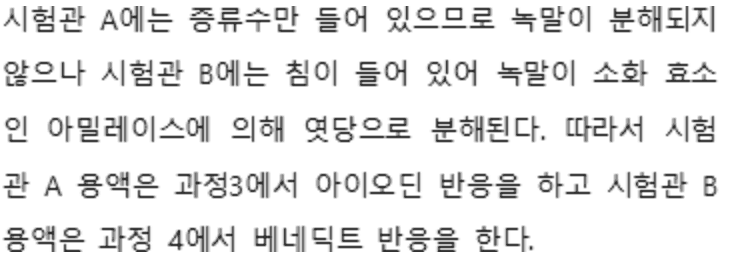 시험관 A에는 증류수만 들어 있으므로 녹말이 분해되지
않으나 시험관 B에는 침이 들어 있어 녹말이 소화 효소
인 아밀레이스에 의해 엿당으로 분해된다. 따라서 시험
관 A 용액은 과정3에서 아이오딘 반응을 하고 시험관 B
용액은 과정 4에서 베네딕트 반응을 한다.